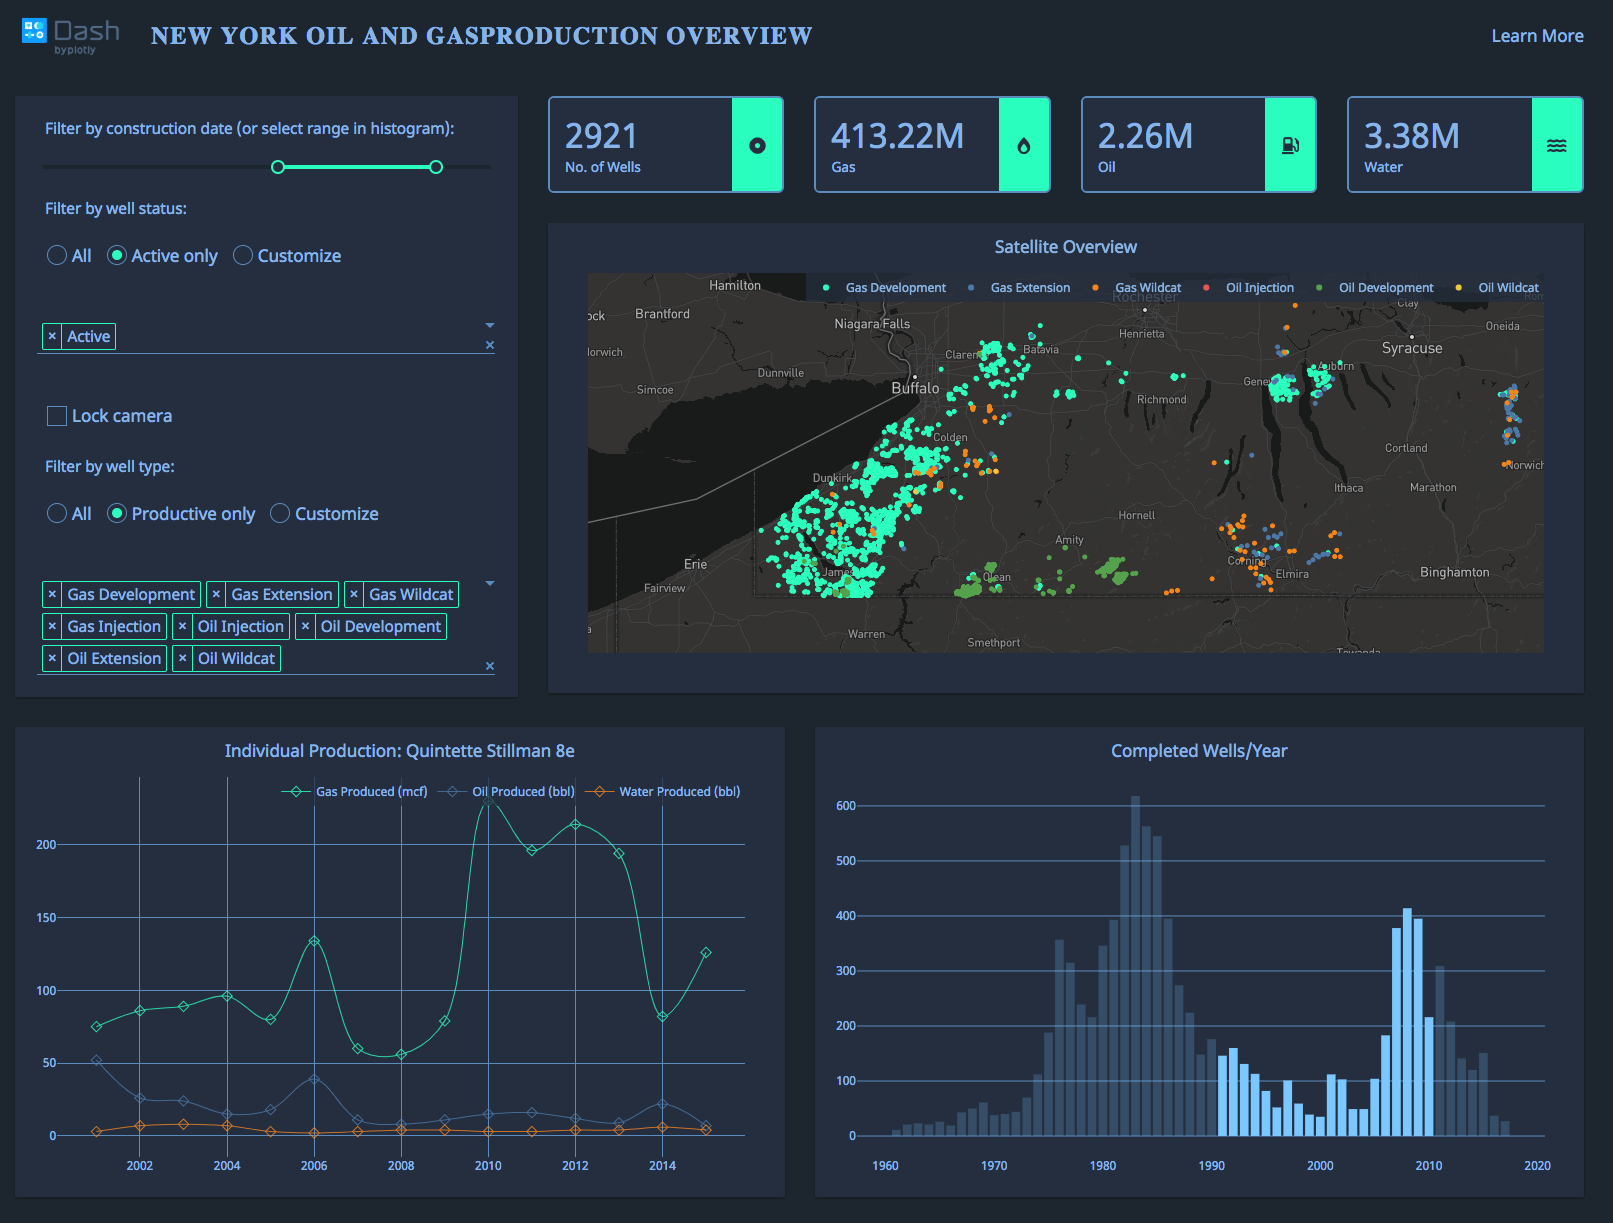 Dash
by plotly
NEW YORK OIL AND GASPRODUCTION OVERVIEW
Learn More
Filter by construction date (or select range in histogram):
Filter by well status:
All
Active only
Customize
× Active
×
Lock camera
Filter by well type:
All
Productive only
Customize
× Gas Development × Gas Extension × Gas Wildcat
× Gas Injection × Oil Injection × Oil Development
× Oil Extension × Oil Wildcat
×
2921
No. of Wells
413.22M
Gas
2.26M
Oil
3.38M
Water
Satellite Overview
Gas Development
Gas Extension
Gas Wildcat
Oil Injection
Oil Development
Oil Wildcat
Hamilton
Rochester
Clay
Rom
ock
Brantford
Niagara Falls
Henrietta
Oneida
Norwich
Claren
Batavia
Syracuse
Dunnville
Auburn
Simcoe
Buffalo
Genev
Richmond
Colden
Cortland
Dunkirk
Norwich
Ithaca
Marathon
Hornell
Amity
Erie
James
Olean
Corning
Elmira
Binghamton
Fairview
Warren
Smethport
Towanda
a
Individual Production: Quintette Stillman 8e
Gas Produced (mcf)
Oil Produced (bbl)
Water Produced (bbl)
200
150
100
50
0
2002
2004
2006
2008
2010
2012
2014
Completed Wells/Year
600
500
400
300
200
100
0
1960
1970
1980
1990
2000
2010
2020